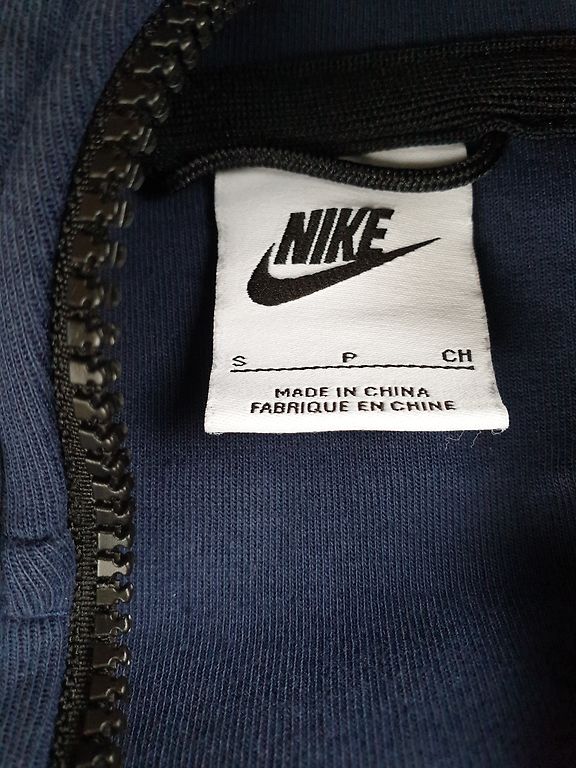 NIKE
S P CH
MADE IN CHINA
FABRIQUE EN CHINE